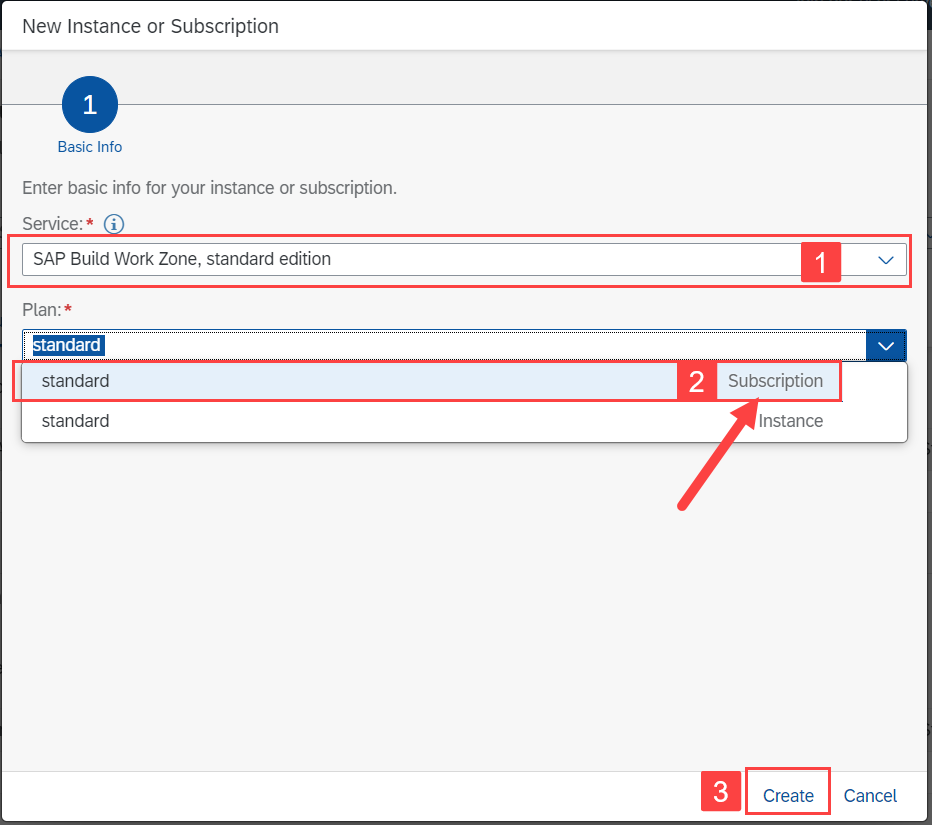 New Instance or Subscription
1
Basic Info
Enter basic info for your instance or subscription.
Service:*
SAP Build Work Zone, standard edition 1
Plan:*
standard
standard 2 Subscription
standard Instance
3 Create Cancel